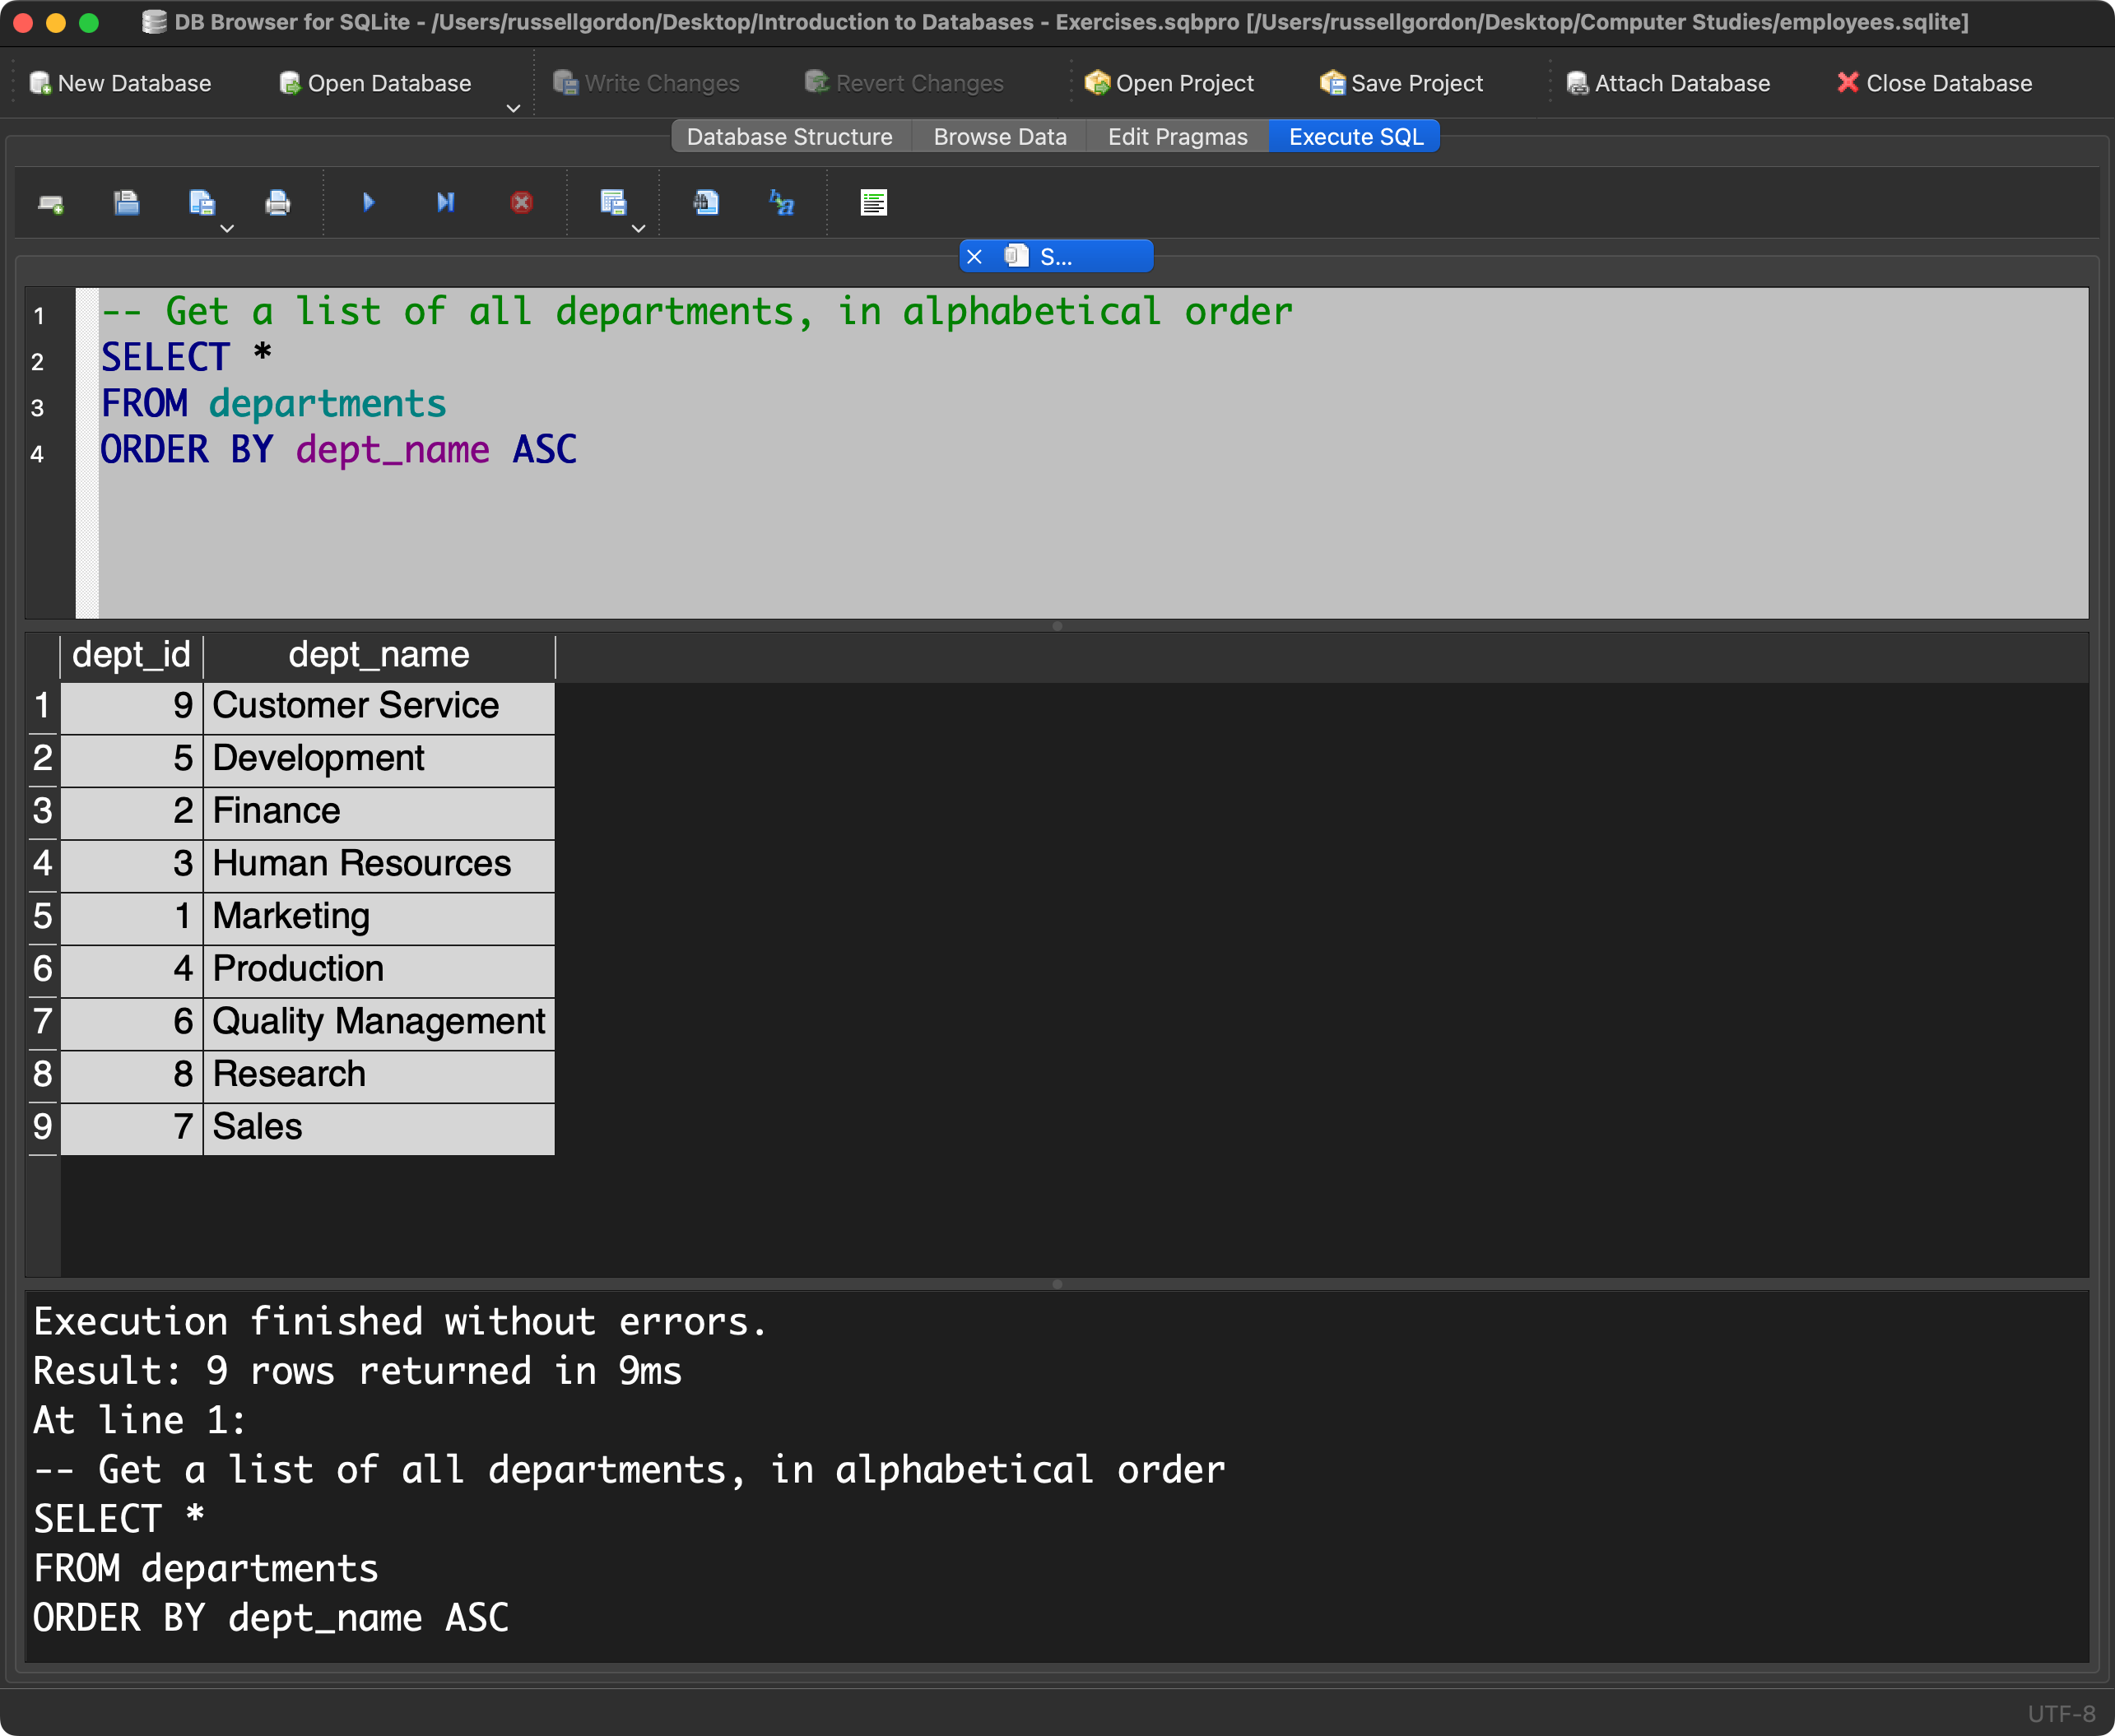 DB Browser for SQLite - /Users/russellgordon/Desktop/Introduction to Databases - Exercises.sqbpro [/Users/russellgordon/Desktop/Computer Studies/employees.sqlite]
New Database Open Database Write Changes Revert Changes Open Project Save Project Attach Database Close Database
Database Structure Browse Data Edit Pragmas Execute SQL
S...
1 -- Get a list of all departments, in alphabetical order
2 SELECT *
3 FROM departments
4 ORDER BY dept_name ASC
dept_id dept_name
1 9 Customer Service
2 5 Development
3 2 Finance
4 3 Human Resources
5 1 Marketing
6 4 Production
7 6 Quality Management
8 8 Research
9 7 Sales
Execution finished without errors.
Result: 9 rows returned in 9ms
At line 1:
-- Get a list of all departments, in alphabetical order
SELECT *
FROM departments
ORDER BY dept_name ASC
UTF-8